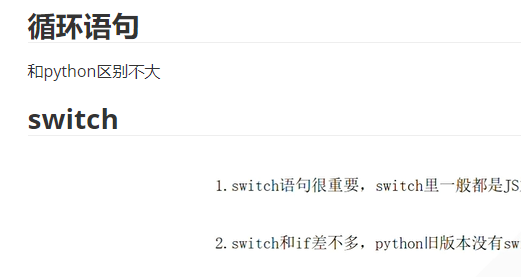 循环语句
和python区别不大
switch
1.switch语句很重要，switch里一般都是JS
2.switch和if差不多，python旧版本没有sw